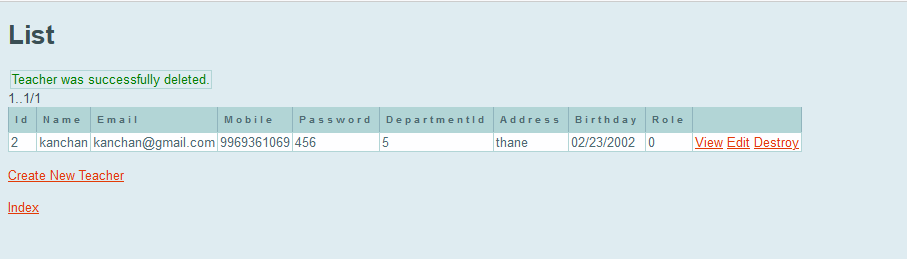 List
Teacher was successfully deleted.
1..1/1
Id Name Email Mobile Password DepartmentId Address Birthday Role
2 kanchan kanchan@gmail.com 9969361069 456 5 thane 02/23/2002 0 View Edit Destroy
Create New Teacher
Index